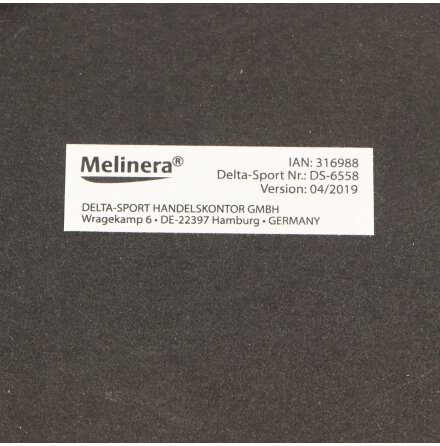 Melinera®
IAN: 316988
Delta-Sport Nr.: DS-6558
Version: 04/2019
DELTA-SPORT HANDELSKONTOR GMBH
Wragekamp 6 • DE-22397 Hamburg • GERMANY